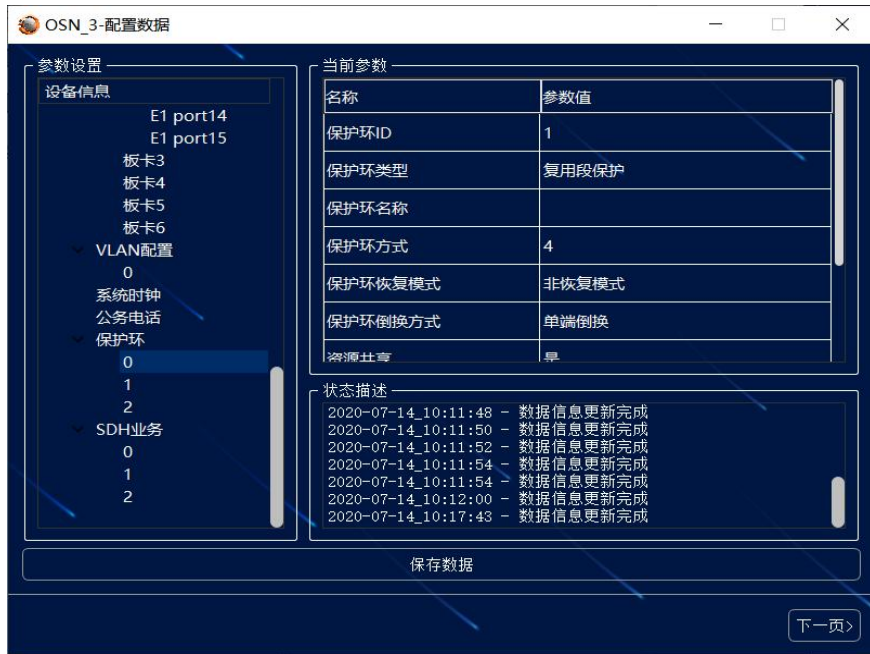 OSN_3-配置数据
参数设置
设备信息
E1 port14
E1 port15
板卡3
板卡4
板卡5
板卡6
VLAN配置
0
系统时钟
公务电话
保护环
0
1
2
SDH业务
0
1
2
当前参数
名称 参数值
保护环ID 1
保护环类型 复用段保护
保护环名称
保护环方式 4
保护环恢复模式 非恢复模式
保护环倒换方式 单端倒换
资源共享 是
状态描述
2020-07-14_10:11:48 - 数据信息更新完成
2020-07-14_10:11:50 - 数据信息更新完成
2020-07-14_10:11:52 - 数据信息更新完成
2020-07-14_10:11:54 - 数据信息更新完成
2020-07-14_10:11:54 - 数据信息更新完成
2020-07-14_10:12:00 - 数据信息更新完成
2020-07-14_10:17:43 - 数据信息更新完成
保存数据
下一页>